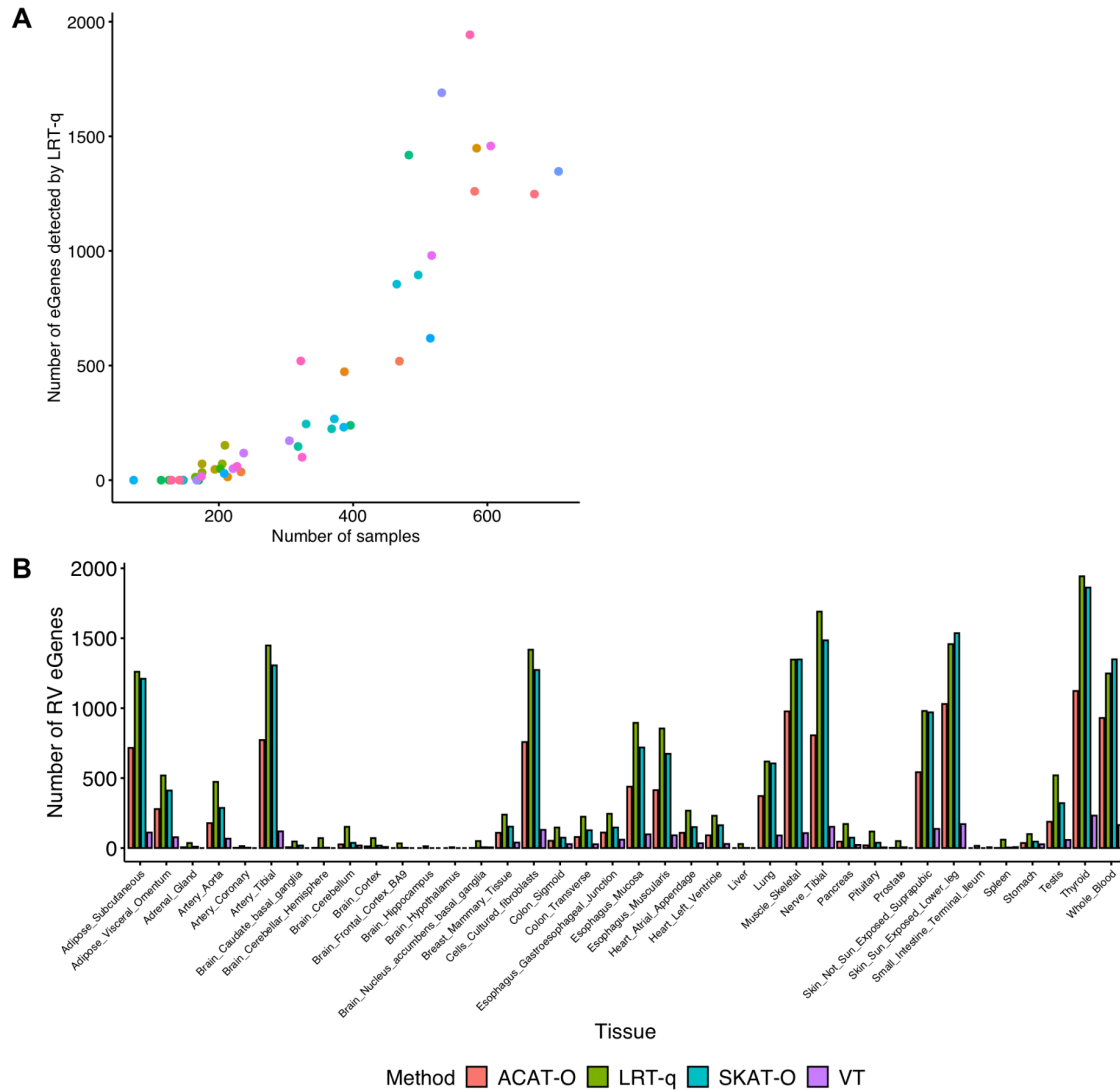 A
2000
1500
1000
500
0
Number of eGenes detected by LRT-q
200 400 600
Number of samples
B
2000
1500
1000
500
0
Number of RV eGenes
Adipose_Subcutaneous
Adipose_Visceral_Omentum
Adrenal_Gland
Artery_Aorta
Artery_Coronary
Artery_Tibial
Brain_Caudate_basal_ganglia
Brain_Cerebellar_Hemisphere
Brain_Cerebellum
Brain_Cortex
Brain_Frontal_Cortex_BA9
Brain_Hippocampus
Brain_Hypothalamus
Brain_Nucleus_accumbens_basal_ganglia
Breast_Mammary_Tissue
Cells_Cultured_fibroblasts
Colon_Sigmoid
Colon_Transverse
Esophagus_Gastroesophageal_Junction
Esophagus_Mucosa
Esophagus_Muscularis
Heart_Atrial_Appendage
Heart_Left_Ventricle
Liver
Lung
Muscle_Skeletal
Nerve_Tibial
Pancreas
Pituitary
Prostate
Skin_Not_Sun_Exposed_Suprapubic
Skin_Sun_Exposed_Lower_leg
Small_Intestine_Terminal_Ileum
Spleen
Stomach
Testis
Thyroid
Whole_Blood
Tissue
Method ACAT-O LRT-q SKAT-O VT